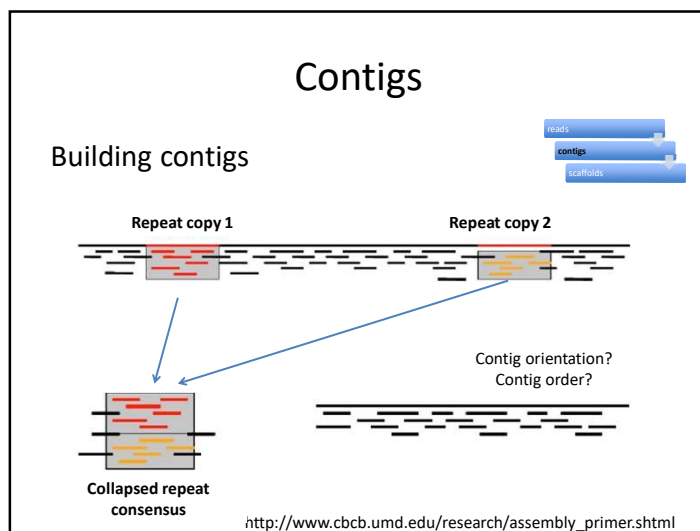 Contigs
reads
contigs
scaffolds
Building contigs
Repeat copy 1
Repeat copy 2
Contig orientation?
Contig order?
Collapsed repeat
consensus
http://www.cbcb.umd.edu/research/assembly_primer.shtml